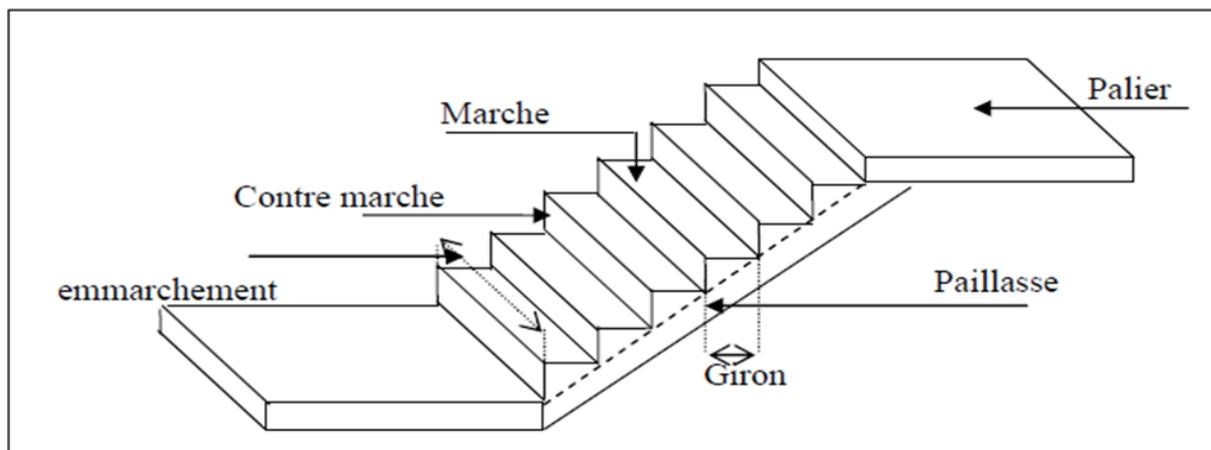 Palier
Marche
Contre marche
emmarchement
Paillasse
Giron